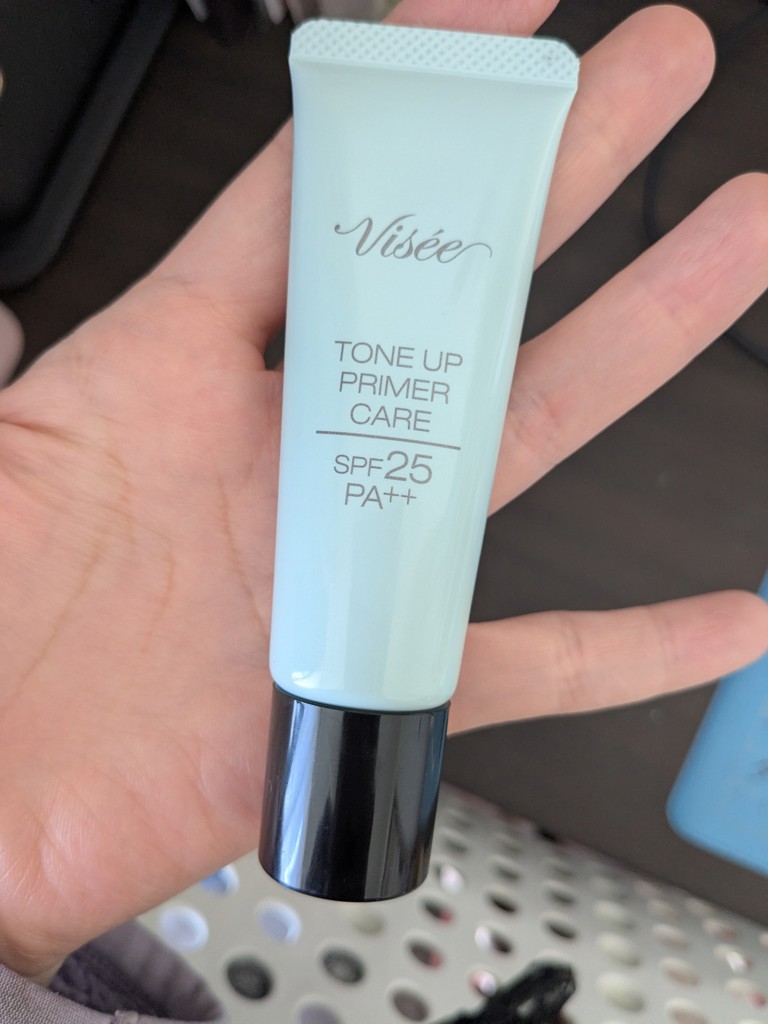 Visée
TONE UP
PRIMER
CARE
SPF25
PA++